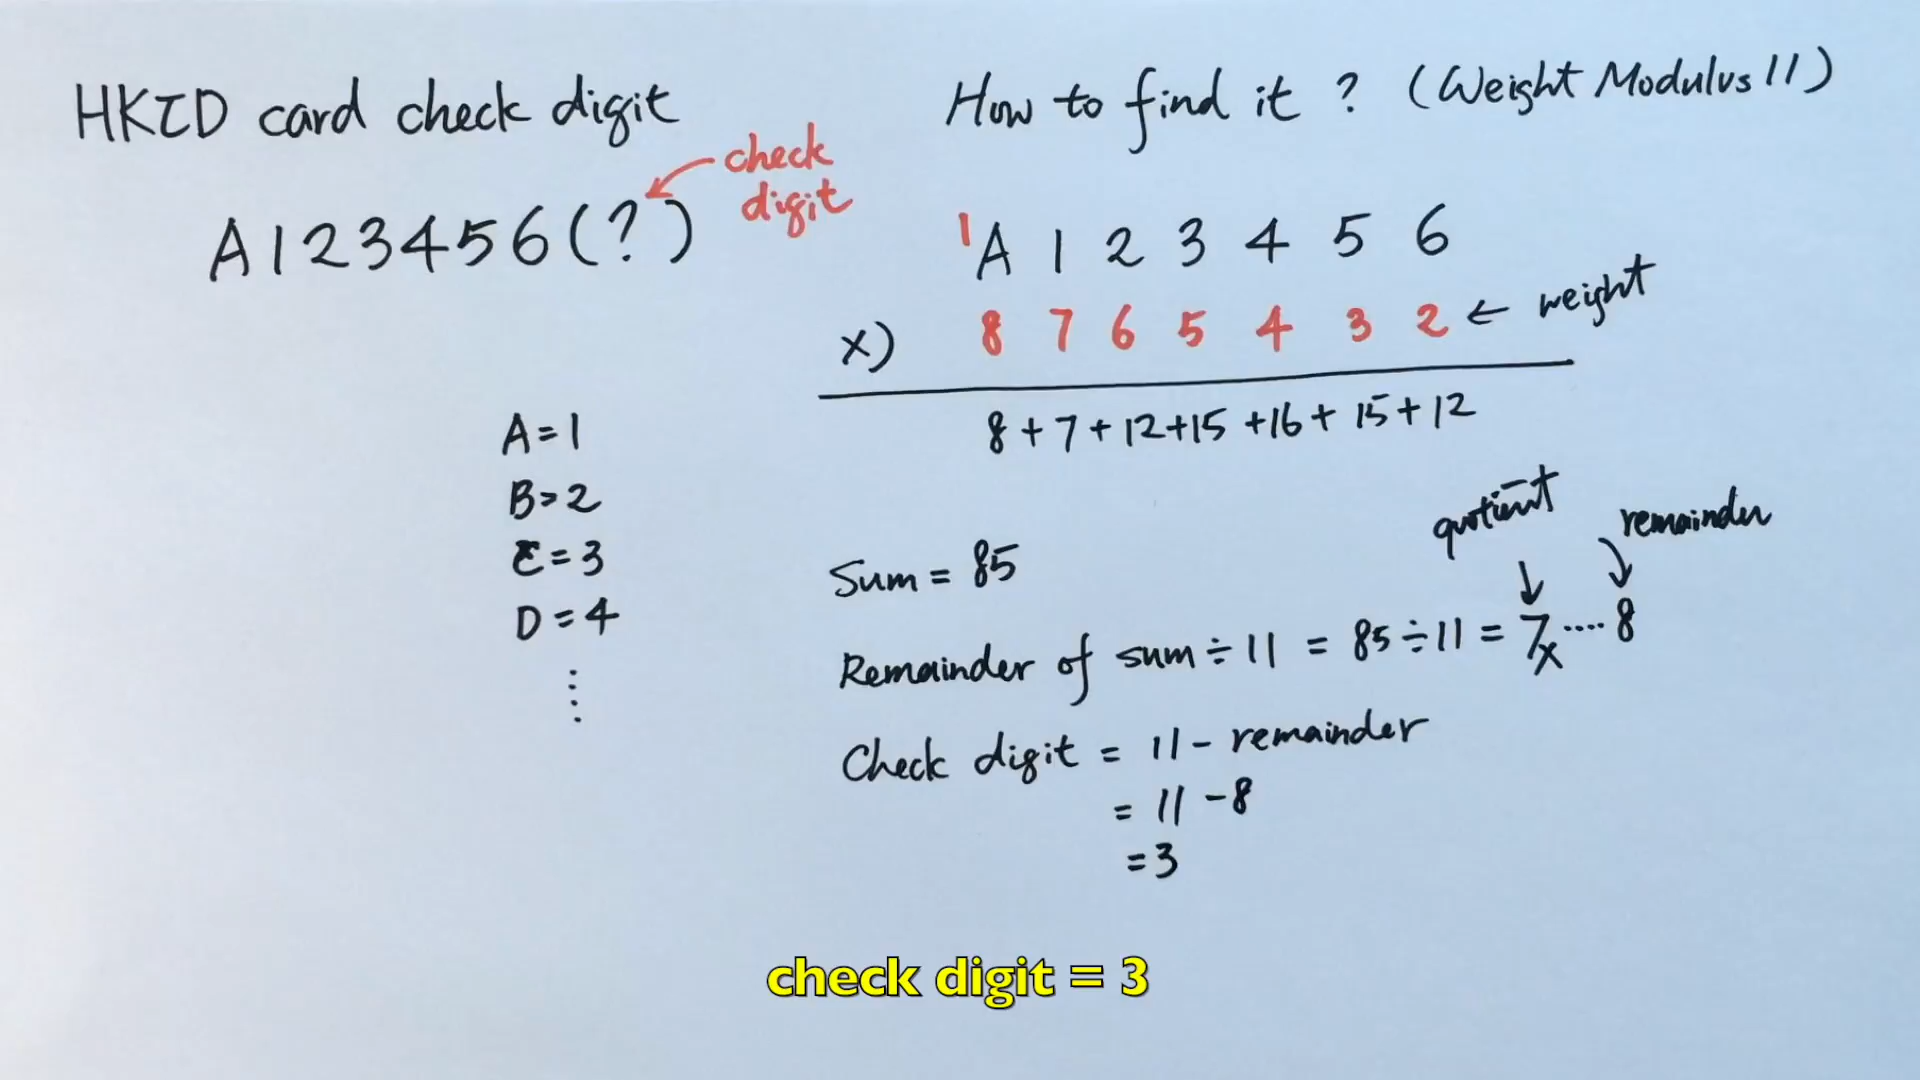 HKID card check digit
check
digit
A123456(?)
A=1
B=2
C=3
D=4
⋮
How to find it? (Weight Modulus 11)
1
A 1 2 3 4 5 6
x) 8 7 6 5 4 3 2 ← weight
8+7+12+15+16+15+12
Sum = 85
quotient remainder
Remainder of sum÷11 = 85÷11 = 7x....8
Check digit = 11-remainder
= 11-8
=3
check digit = 3